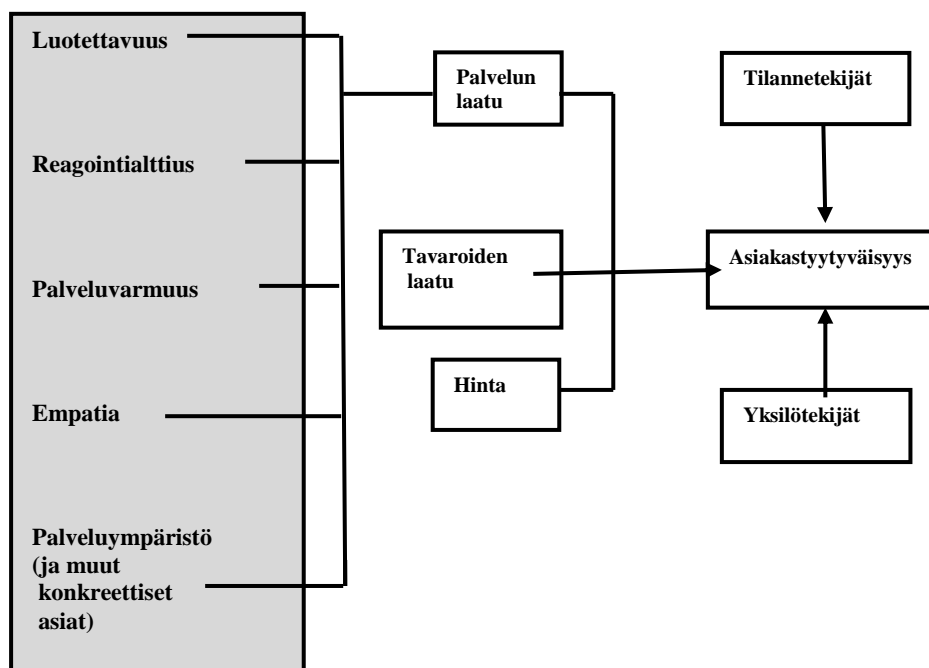 Luotettavuus
Reagointialttius
Palveluvarmuus
Empatia
Palveluympäristö
(ja muut
konkreettiset
asiat)
Palvelun
laatu
Tavaroiden
laatu
Hinta
Tilannetekijät
Asiakastyytyväisyys
Yksilötekijät